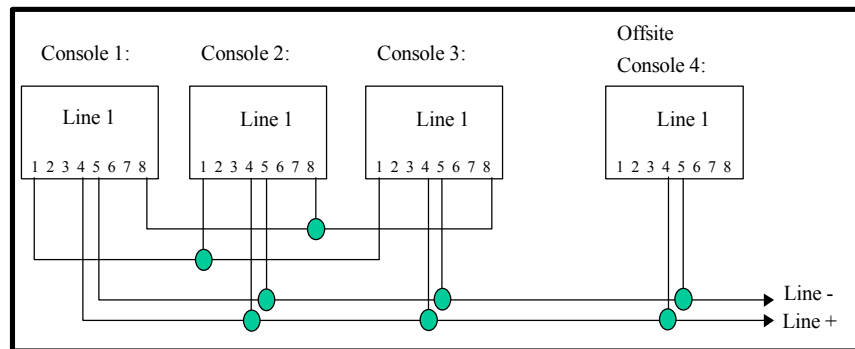 Offsite
Console 1: Console 2: Console 3: Console 4:
Line 1 Line 1 Line 1 Line 1
1 2 3 4 5 6 7 8 1 2 3 4 5 6 7 8 1 2 3 4 5 6 7 8 1 2 3 4 5 6 7 8
Line -
Line +